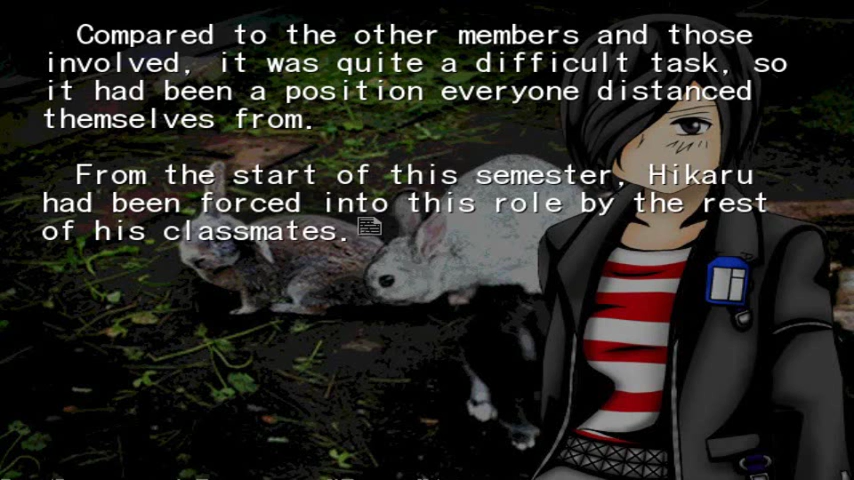 Compared to the other members and those
involved, it was quite a difficult task, so
it had been a position everyone distanced
themselves from.
From the start of this semester, Hikaru
had been forced into this role by the rest
of his classmates.